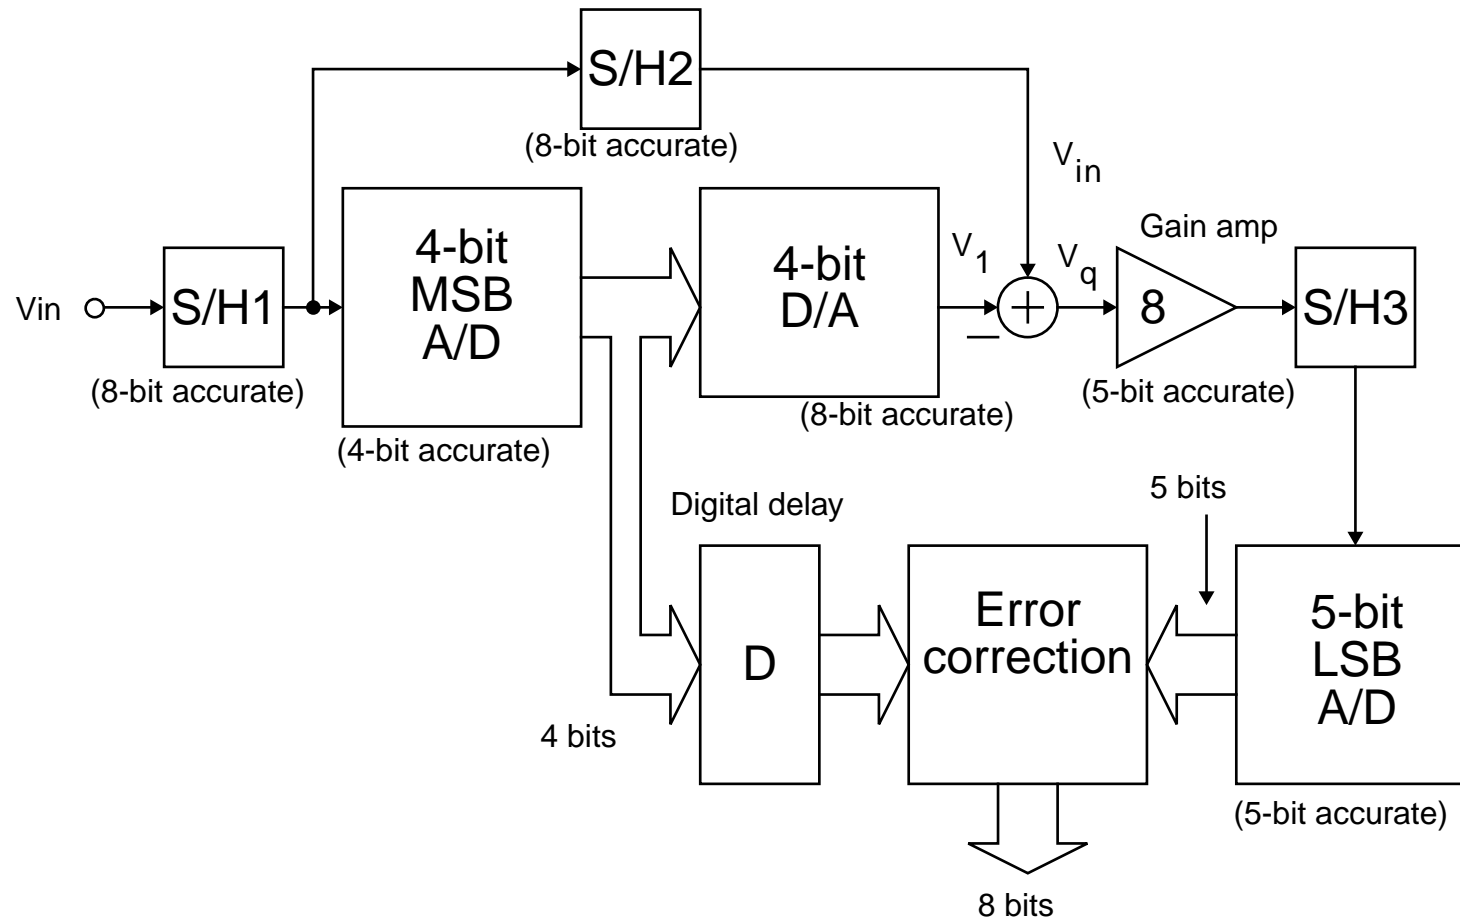 S/H2
(8-bit accurate)
V in
Vin
S/H1
(8-bit accurate)
4-bit
MSB
A/D
(4-bit accurate)
4-bit
D/A
(8-bit accurate)
V 1
V q
+
Gain amp
8
(5-bit accurate)
S/H3
Digital delay
D
4 bits
Error
correction
5 bits
5-bit
LSB
A/D
(5-bit accurate)
8 bits